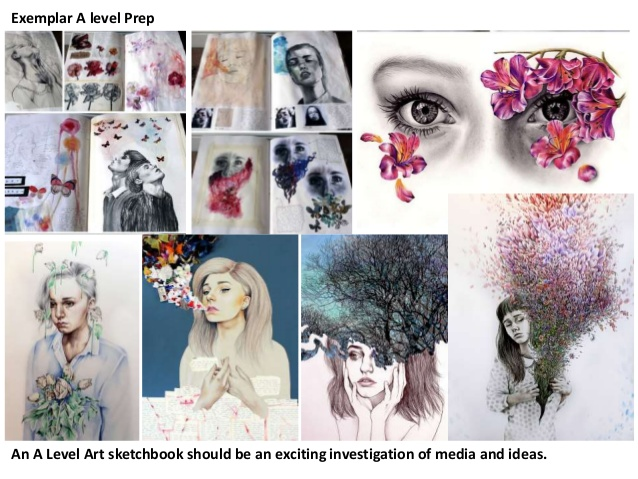 Exemplar A level Prep
An A Level Art sketchbook should be an exciting investigation of media and ideas.